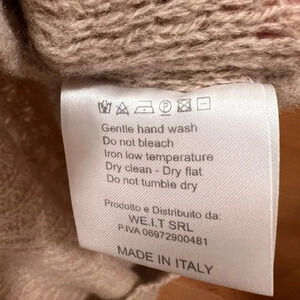 Gentle hand wash
Do not bleach
Iron low temperature
Dry clean - Dry flat
Do not tumble dry
Prodotto e Distribuito da:
WE.I.T SRL
P.IVA 06972900481
MADE IN ITALY